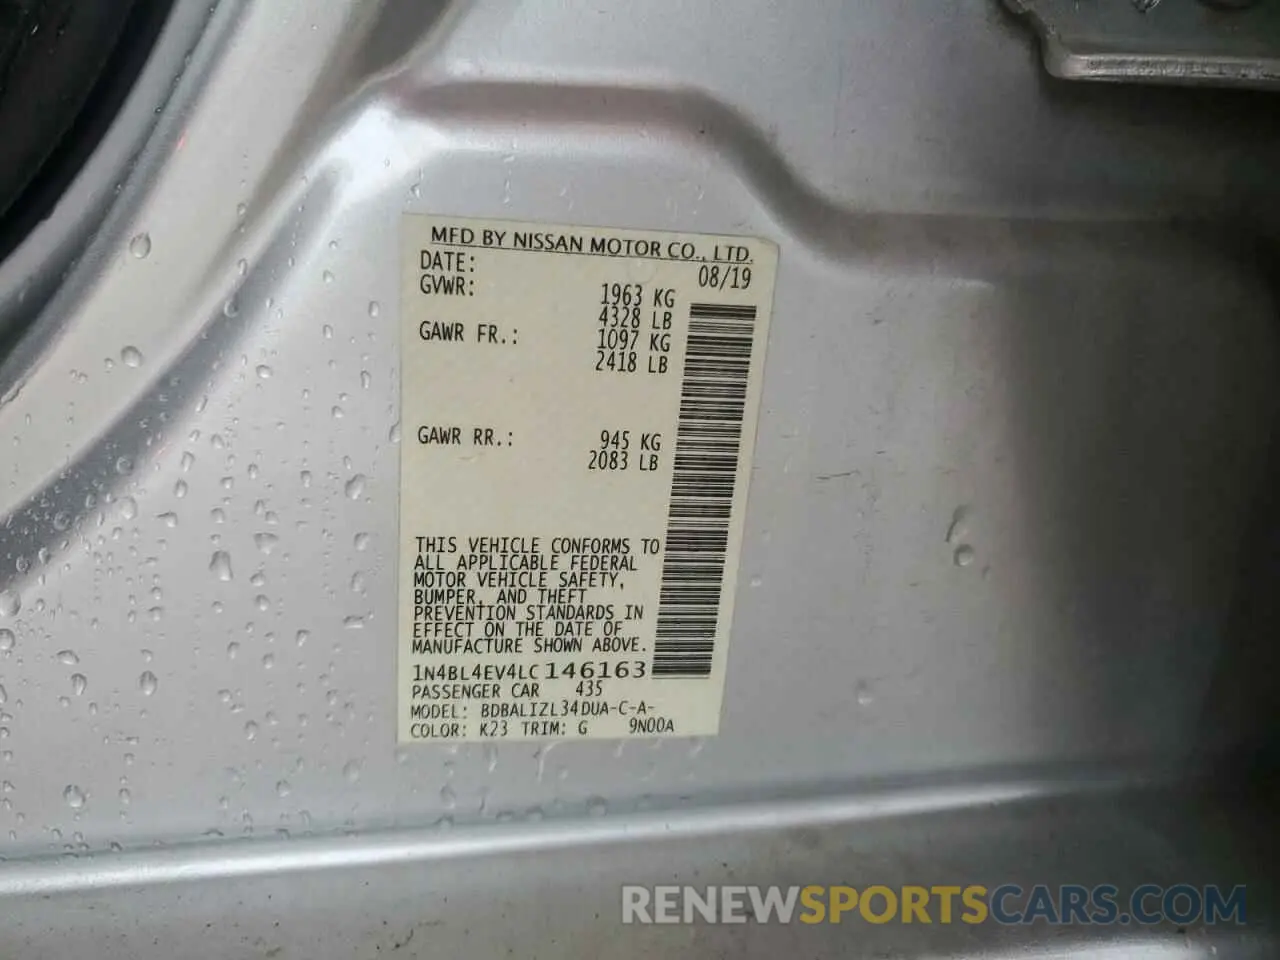 MFD BY NISSAN MOTOR CO., LTD.
DATE: 08/19
GVWR: 1963 KG
4328 LB
GAWR FR.: 1097 KG
2418 LB
GAWR RR.: 945 KG
2083 LB
THIS VEHICLE CONFORMS TO
ALL APPLICABLE FEDERAL
MOTOR VEHICLE SAFETY,
BUMPER, AND THEFT
PREVENTION STANDARDS IN
EFFECT ON THE DATE OF
MANUFACTURE SHOWN ABOVE.
1N4BL4EV4LC146163
PASSENGER CAR 435
MODEL: BDBALIZL34DUA-C-A-
COLOR: K23 TRIM: G 9N00A
RENEWSPORTSCARS.COM